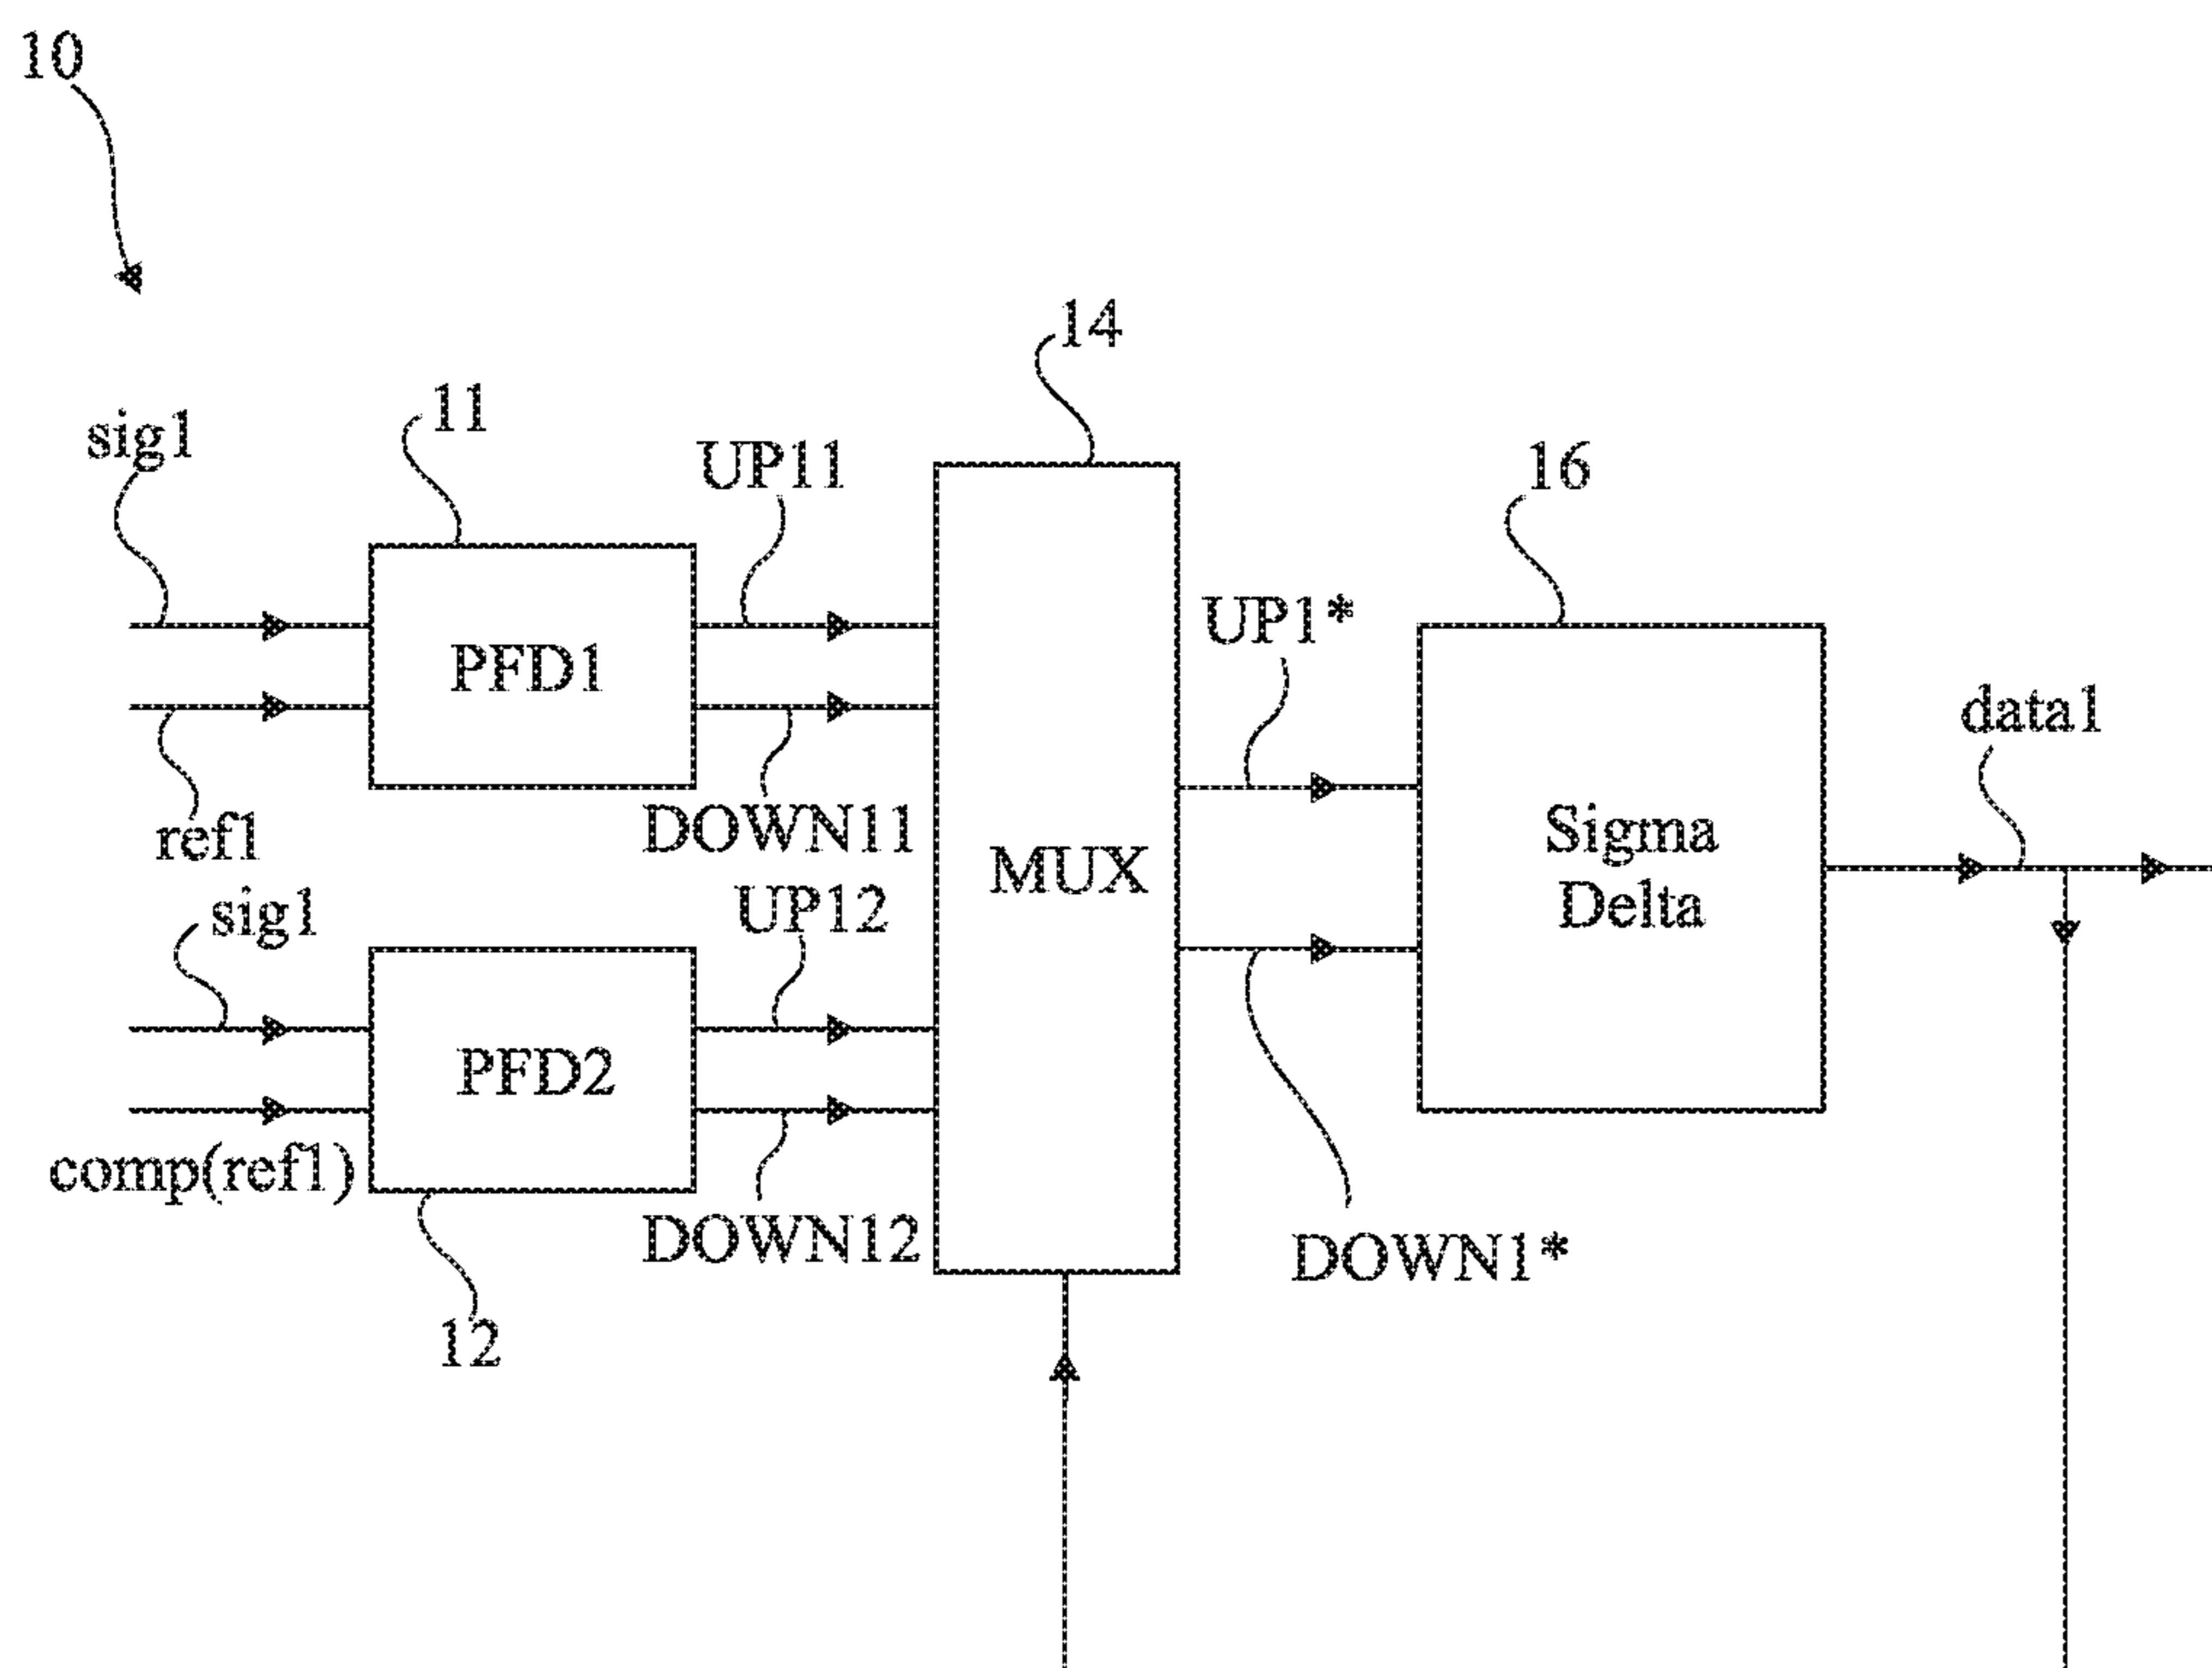 10
14
11
sig1
UP11
16
UP1*
PFD1
data1
ref1
DOWN11
Sigma
Delta
MUX
sig1
UP12
PFD2
comp(ref1)
DOWN12
DOWN1*
12